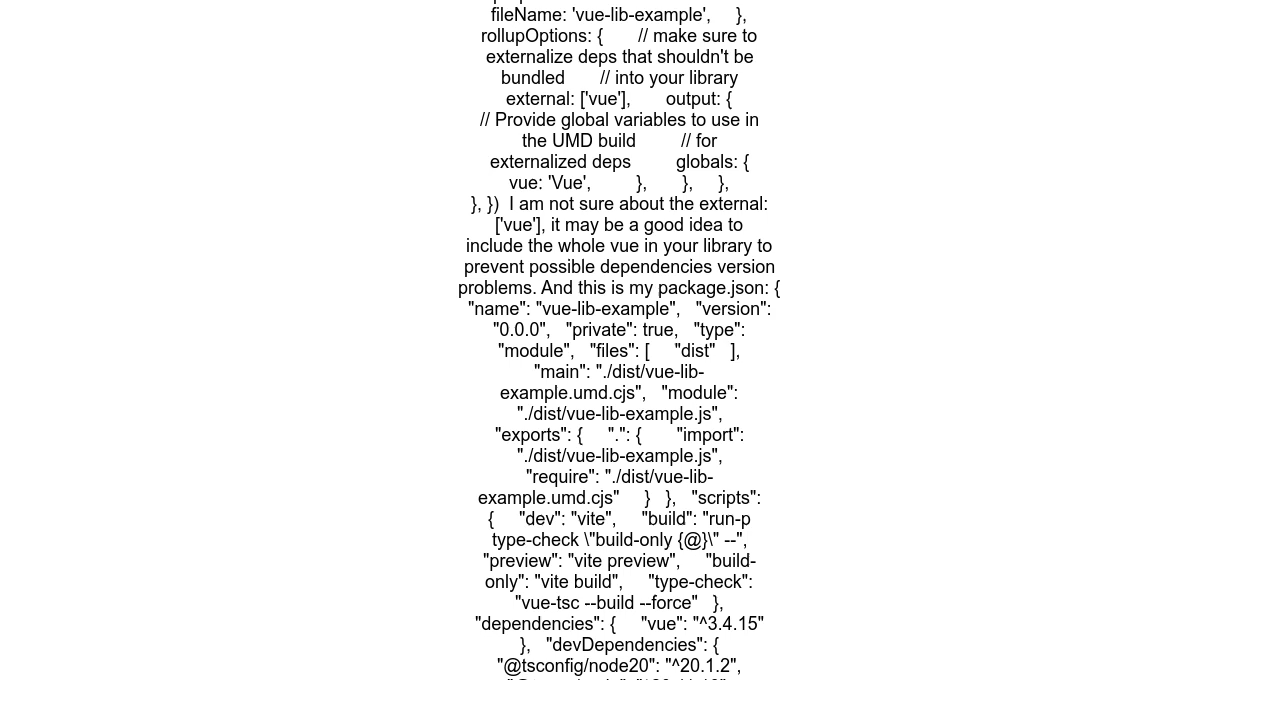 fileName: 'vue-lib-example',     },
rollupOptions: {       // make sure to
externalize deps that shouldn't be
bundled       // into your library
external: ['vue'],       output: {
// Provide global variables to use in
the UMD build         // for
externalized deps         globals: {
vue: 'Vue',         },       },     },
}, })  I am not sure about the external:
['vue'], it may be a good idea to
include the whole vue in your library to
prevent possible dependencies version
problems. And this is my package.json: {
"name": "vue-lib-example",   "version":
"0.0.0",   "private": true,   "type":
"module",   "files": [     "dist"   ],
"main": "./dist/vue-lib-
example.umd.cjs",   "module":
"./dist/vue-lib-example.js",
"exports": {     ".": {       "import":
"./dist/vue-lib-example.js",
"require": "./dist/vue-lib-
example.umd.cjs"     }   },   "scripts":
{     "dev": "vite",     "build": "run-p
type-check \"build-only {@}\" --",
"preview": "vite preview",     "build-
only": "vite build",     "type-check":
"vue-tsc --build --force"   },
"dependencies": {     "vue": "^3.4.15"
},   "devDependencies": {
"@tsconfig/node20": "^20.1.2",